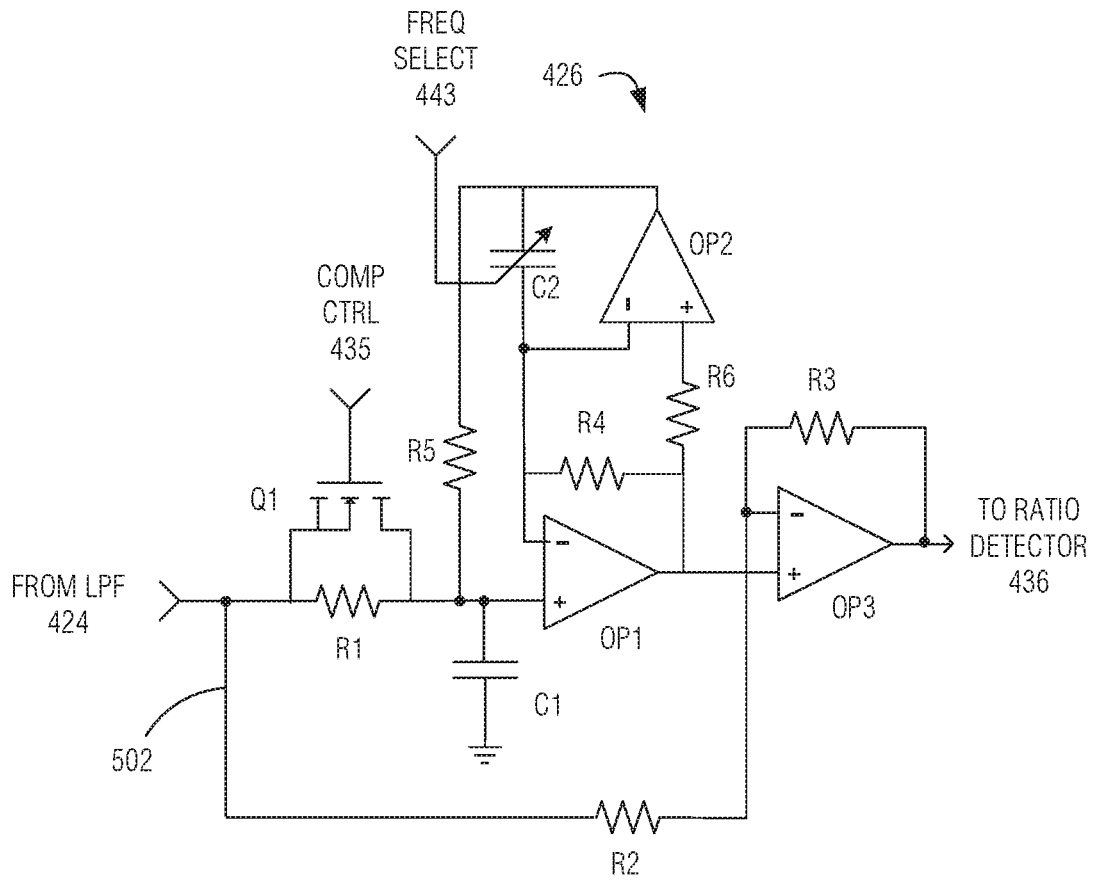 FREQ
SELECT
443
426
OP2
C2
COMP
CTRL
435
-
+
R6
R3
R5
R4
Q1
-
-
TO RATIO
DETECTOR
436
FROM LPF
424
+
+
R1
OP1
OP3
C1
502
R2